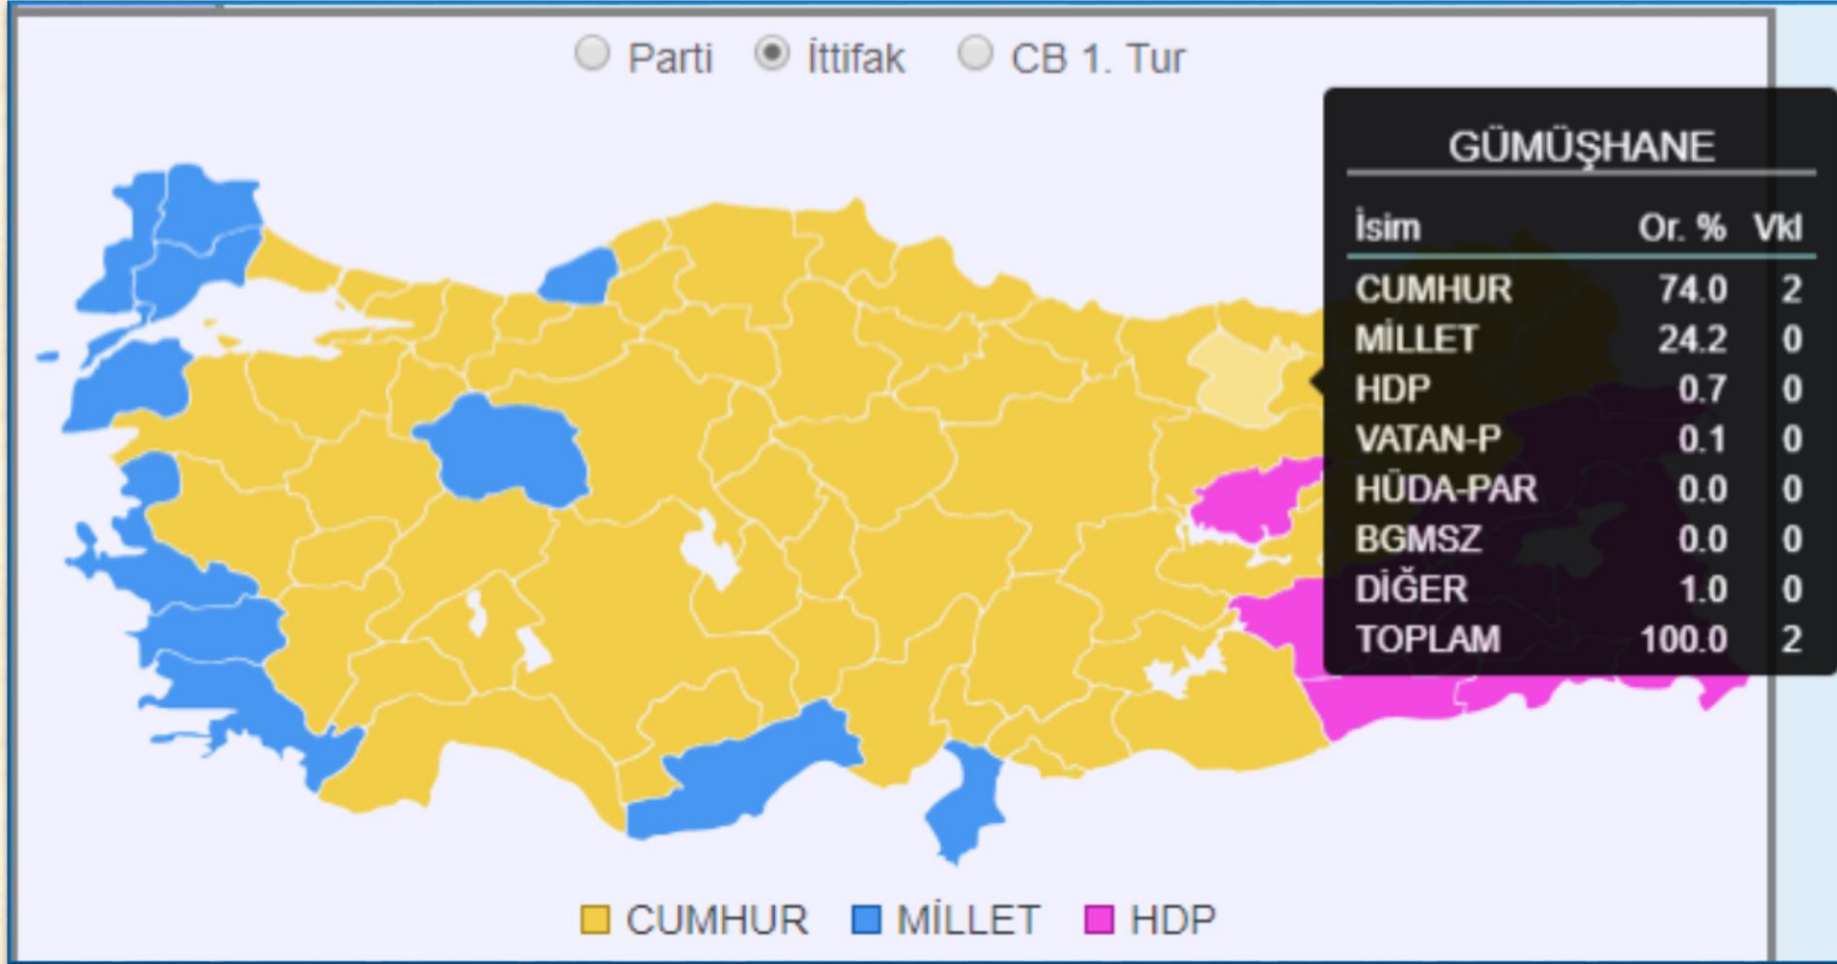 Parti İttifak CB 1. Tur
GÜMÜŞHANE
İsim Or. % Vkl
CUMHUR 74.0 2
MİLLET 24.2 0
HDP 0.7 0
VATAN-P 0.1 0
HÜDA-PAR 0.0 0
BGMSZ 0.0 0
DİĞER 1.0 0
TOPLAM 100.0 2
CUMHUR MİLLET HDP